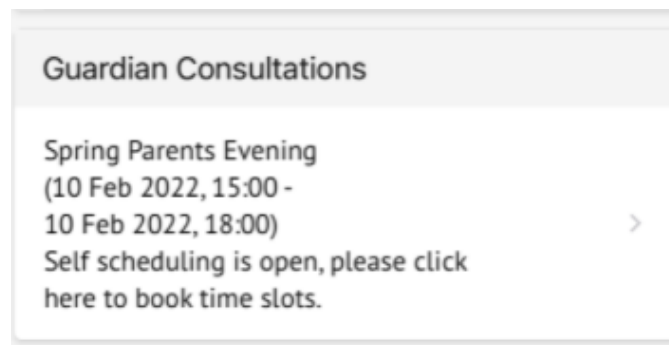 Guardian Consultations
Spring Parents Evening
(10 Feb 2022, 15:00 -
10 Feb 2022, 18:00)
Self scheduling is open, please click
here to book time slots.